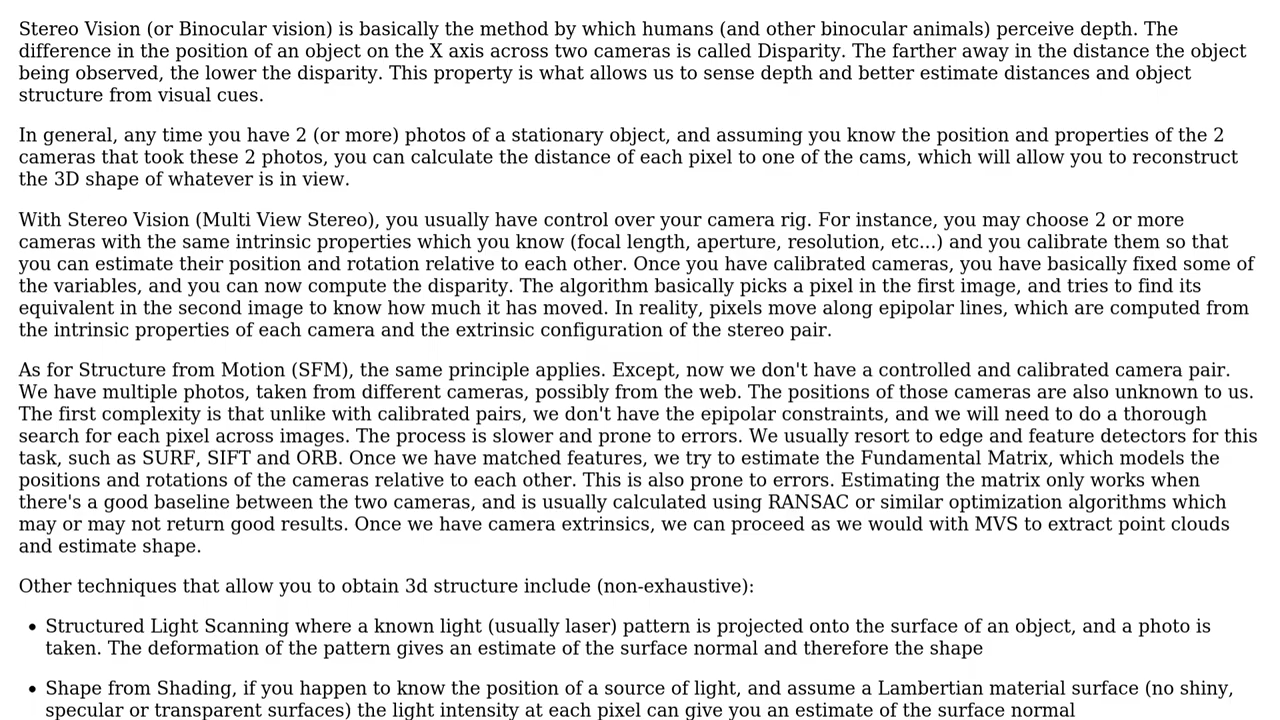 Stereo Vision (or Binocular vision) is basically the method by which humans (and other binocular animals) perceive depth. The
difference in the position of an object on the X axis across two cameras is called Disparity. The farther away in the distance the object
being observed, the lower the disparity. This property is what allows us to sense depth and better estimate distances and object
structure from visual cues.
In general, any time you have 2 (or more) photos of a stationary object, and assuming you know the position and properties of the 2
cameras that took these 2 photos, you can calculate the distance of each pixel to one of the cams, which will allow you to reconstruct
the 3D shape of whatever is in view.
With Stereo Vision (Multi View Stereo), you usually have control over your camera rig. For instance, you may choose 2 or more
cameras with the same intrinsic properties which you know (focal length, aperture, resolution, etc...) and you calibrate them so that
you can estimate their position and rotation relative to each other. Once you have calibrated cameras, you have basically fixed some of
the variables, and you can now compute the disparity. The algorithm basically picks a pixel in the first image, and tries to find its
equivalent in the second image to know how much it has moved. In reality, pixels move along epipolar lines, which are computed from
the intrinsic properties of each camera and the extrinsic configuration of the stereo pair.
As for Structure from Motion (SFM), the same principle applies. Except, now we don't have a controlled and calibrated camera pair.
We have multiple photos, taken from different cameras, possibly from the web. The positions of those cameras are also unknown to us.
The first complexity is that unlike with calibrated pairs, we don't have the epipolar constraints, and we will need to do a thorough
search for each pixel across images. The process is slower and prone to errors. We usually resort to edge and feature detectors for this
task, such as SURF, SIFT and ORB. Once we have matched features, we try to estimate the Fundamental Matrix, which models the
positions and rotations of the cameras relative to each other. This is also prone to errors. Estimating the matrix only works when
there's a good baseline between the two cameras, and is usually calculated using RANSAC or similar optimization algorithms which
may or may not return good results. Once we have camera extrinsics, we can proceed as we would with MVS to extract point clouds
and estimate shape.
Other techniques that allow you to obtain 3d structure include (non-exhaustive):
• Structured Light Scanning where a known light (usually laser) pattern is projected onto the surface of an object, and a photo is
taken. The deformation of the pattern gives an estimate of the surface normal and therefore the shape
• Shape from Shading, if you happen to know the position of a source of light, and assume a Lambertian material surface (no shiny,
specular or transparent surfaces) the light intensity at each pixel can give you an estimate of the surface normal